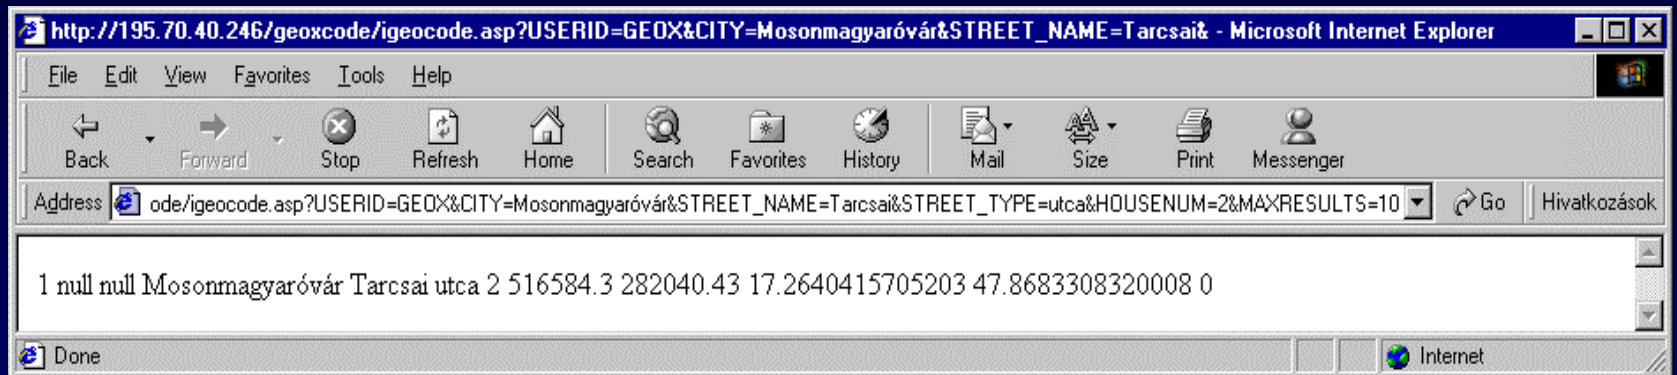 http://195.70.40.246/geoxcode/igeocode.asp?USERID=GEOX&CITY=Mosonmagyaróvár&STREET_NAME=Tarcsai& - Microsoft Internet Explorer
File Edit View Favorites Tools Help
Back Forward Stop Refresh Home Search Favorites History Mail Size Print Messenger
Address ode/igeocode.asp?USERID=GEOX&CITY=Mosonmagyaróvár&STREET_NAME=Tarcsai&STREET_TYPE=utca&HOUSENUM=2&MAXRESULTS=10 Go Hivatkozások
1 null null Mosonmagyaróvár Tarcsai utca 2 516584.3 282040.43 17.2640415705203 47.8683308320008 0
Done Internet